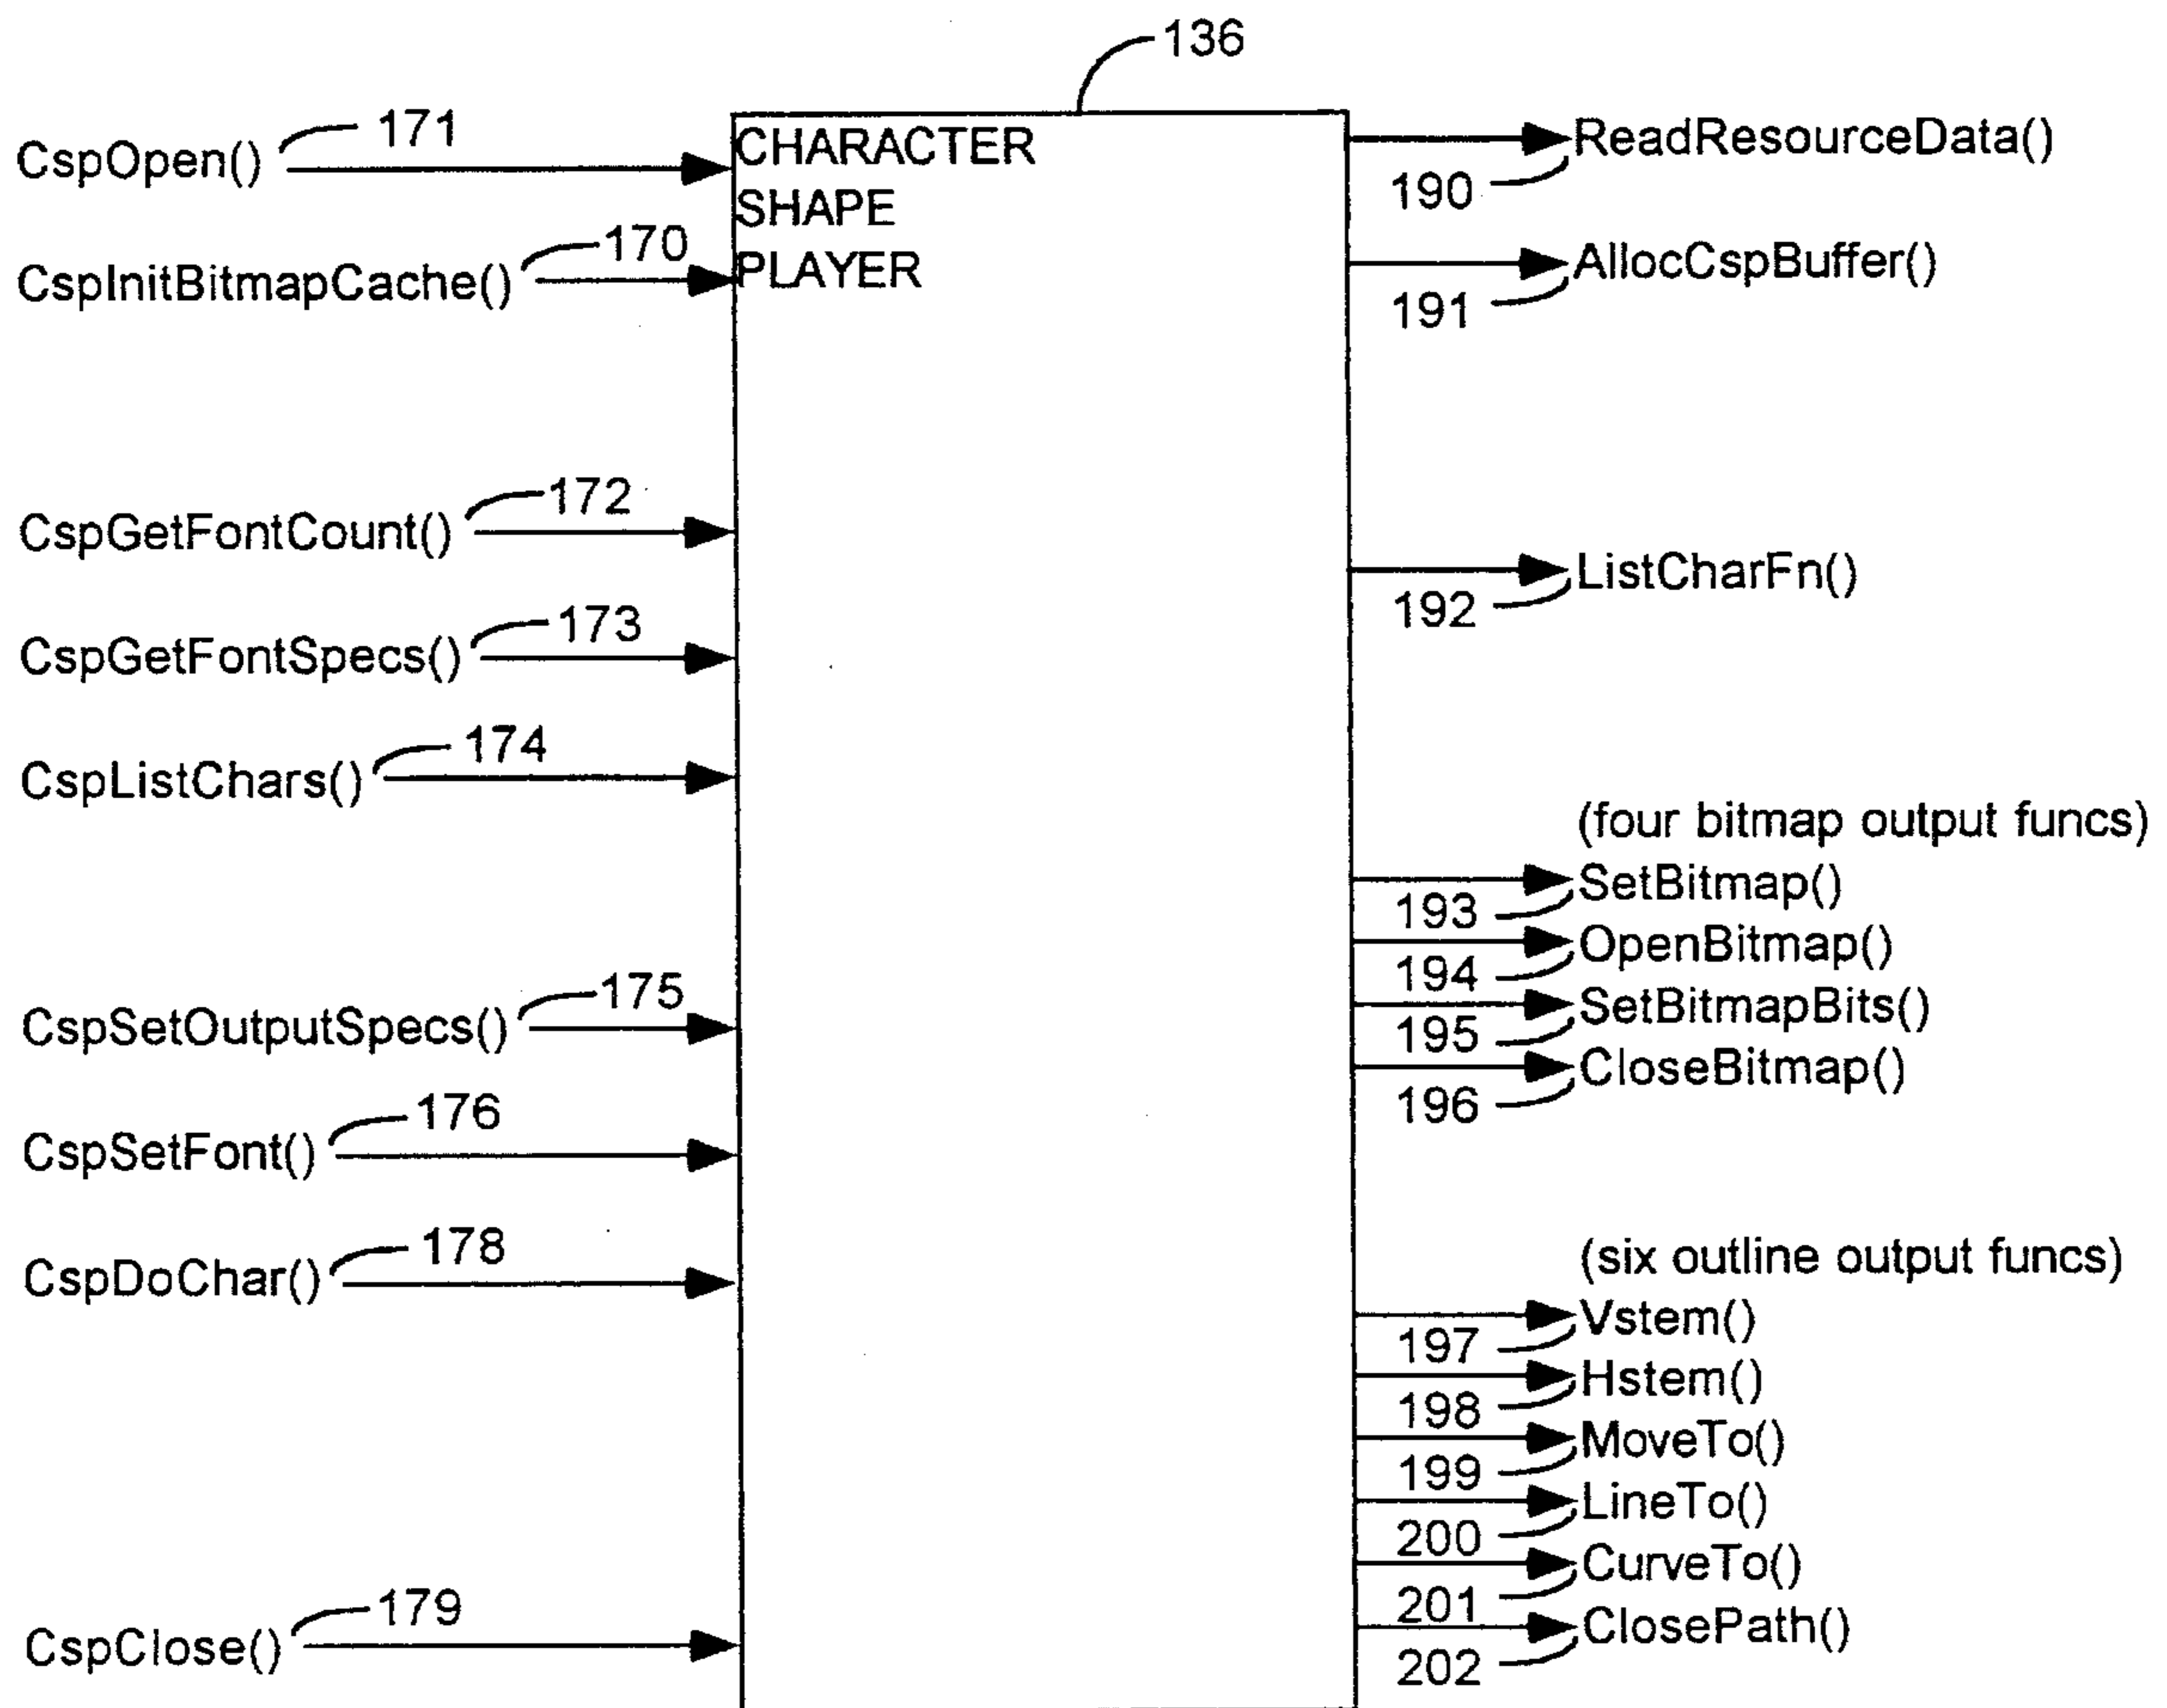 136
CspOpen()
171
CspInitBitmapCache()
170
CspGetFontCount()
172
CspGetFontSpecs()
173
CspListChars()
174
CspSetOutputSpecs()
175
CspSetFont()
176
CspDoChar()
178
CspClose()
179
CHARACTER
SHAPE
PLAYER
ReadResourceData()
190
AllocCspBuffer()
191
ListCharFn()
192
(four bitmap output funcs)
SetBitmap()
193
OpenBitmap()
194
SetBitmapBits()
195
CloseBitmap()
196
(six outline output funcs)
Vstem()
197
Hstem()
198
MoveTo()
199
LineTo()
200
CurveTo()
201
ClosePath()
202